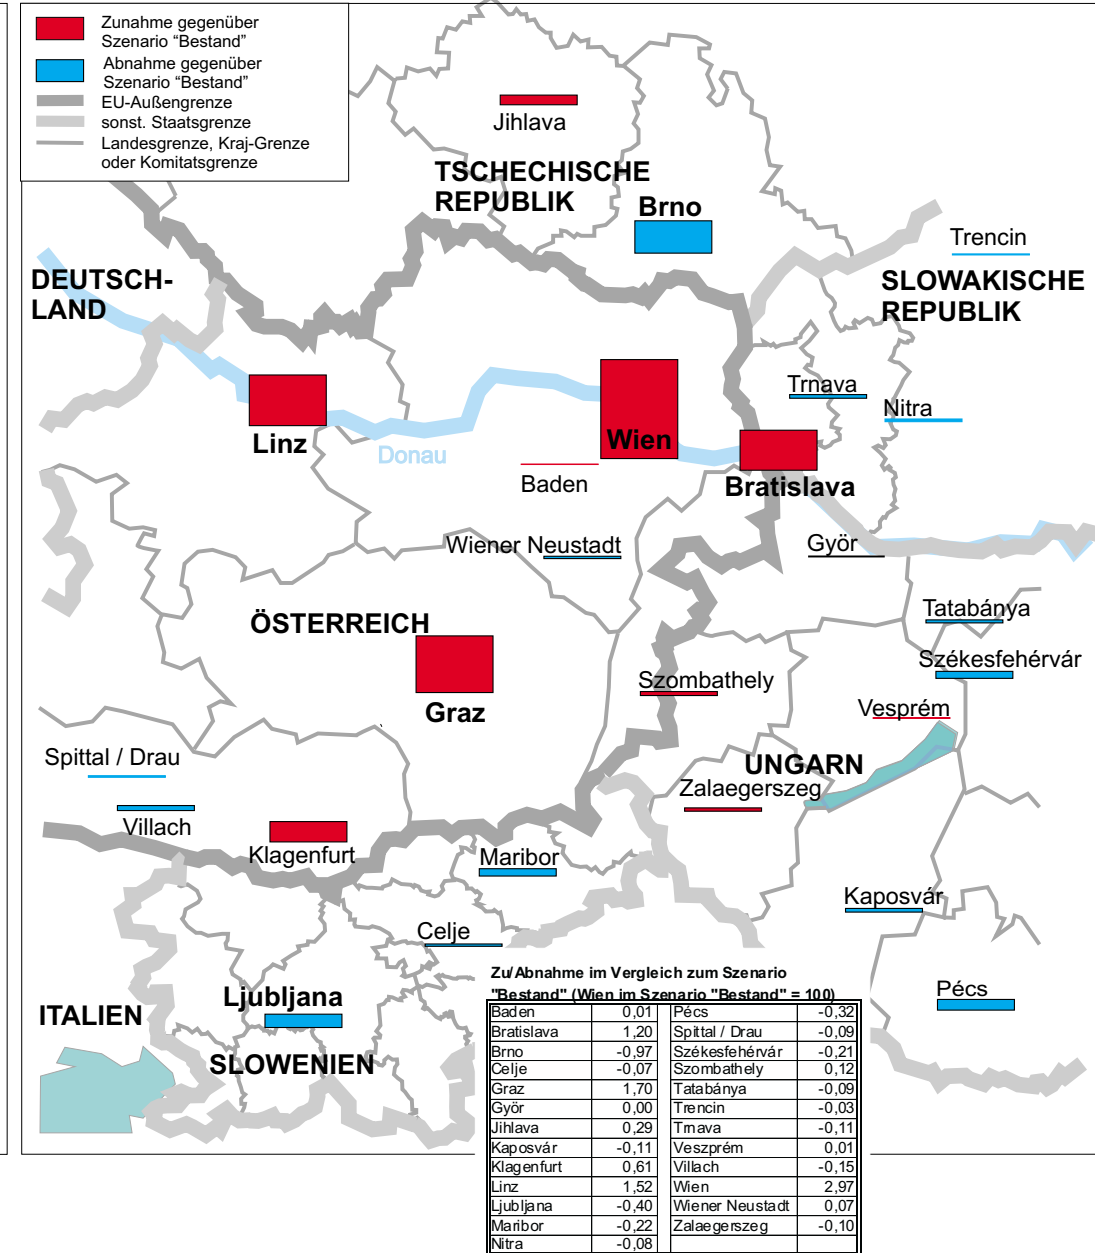 Zunahme gegenüber
Szenario “Bestand”
Abnahme gegenüber
Szenario “Bestand”
EU-Außengrenze
sonst. Staatsgrenze
Landesgrenze, Kraj-Grenze
oder Komitatsgrenze
Jihlava
TSCHECHISCHE
REPUBLIK
Brno
Trencin
DEUTSCH-
LAND
SLOWAKISCHE
REPUBLIK
Trnava
Nitra
Linz
Donau
Wien
Baden
Bratislava
Wiener Neustadt
Györ
Tatabánya
ÖSTERREICH
Székesfehérvár
Szombathely
Graz
Vesprém
Spittal / Drau
UNGARN
Zalaegerszeg
Villach
Klagenfurt
Maribor
Kaposvár
Celje
Ljubljana
Pécs
ITALIEN
SLOWENIEN
Zu/Abnahme im Vergleich zum Szenario
"Bestand" (Wien im Szenario "Bestand" = 100)
Baden 0,01 Pécs -0,32
Bratislava 1,20 Spittal / Drau -0,09
Brno -0,97 Székesfehérvár -0,21
Celje -0,07 Szombathely 0,12
Graz 1,70 Tatabánya -0,09
Györ 0,00 Trencin -0,03
Jihlava 0,29 Trnava -0,11
Kaposvár -0,11 Veszprém 0,01
Klagenfurt 0,61 Villach -0,15
Linz 1,52 Wien 2,97
Ljubljana -0,40 Wiener Neustadt 0,07
Maribor -0,22 Zalaegerszeg -0,10
Nitra -0,08